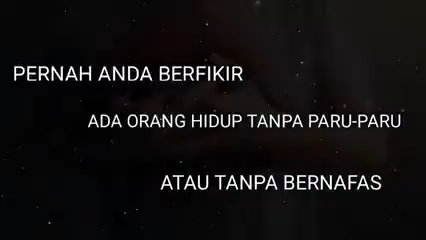 PERNAH ANDA BERFIKIR
ADA ORANG HIDUP TANPA PARU-PARU
ATAU TANPA BERNAFAS